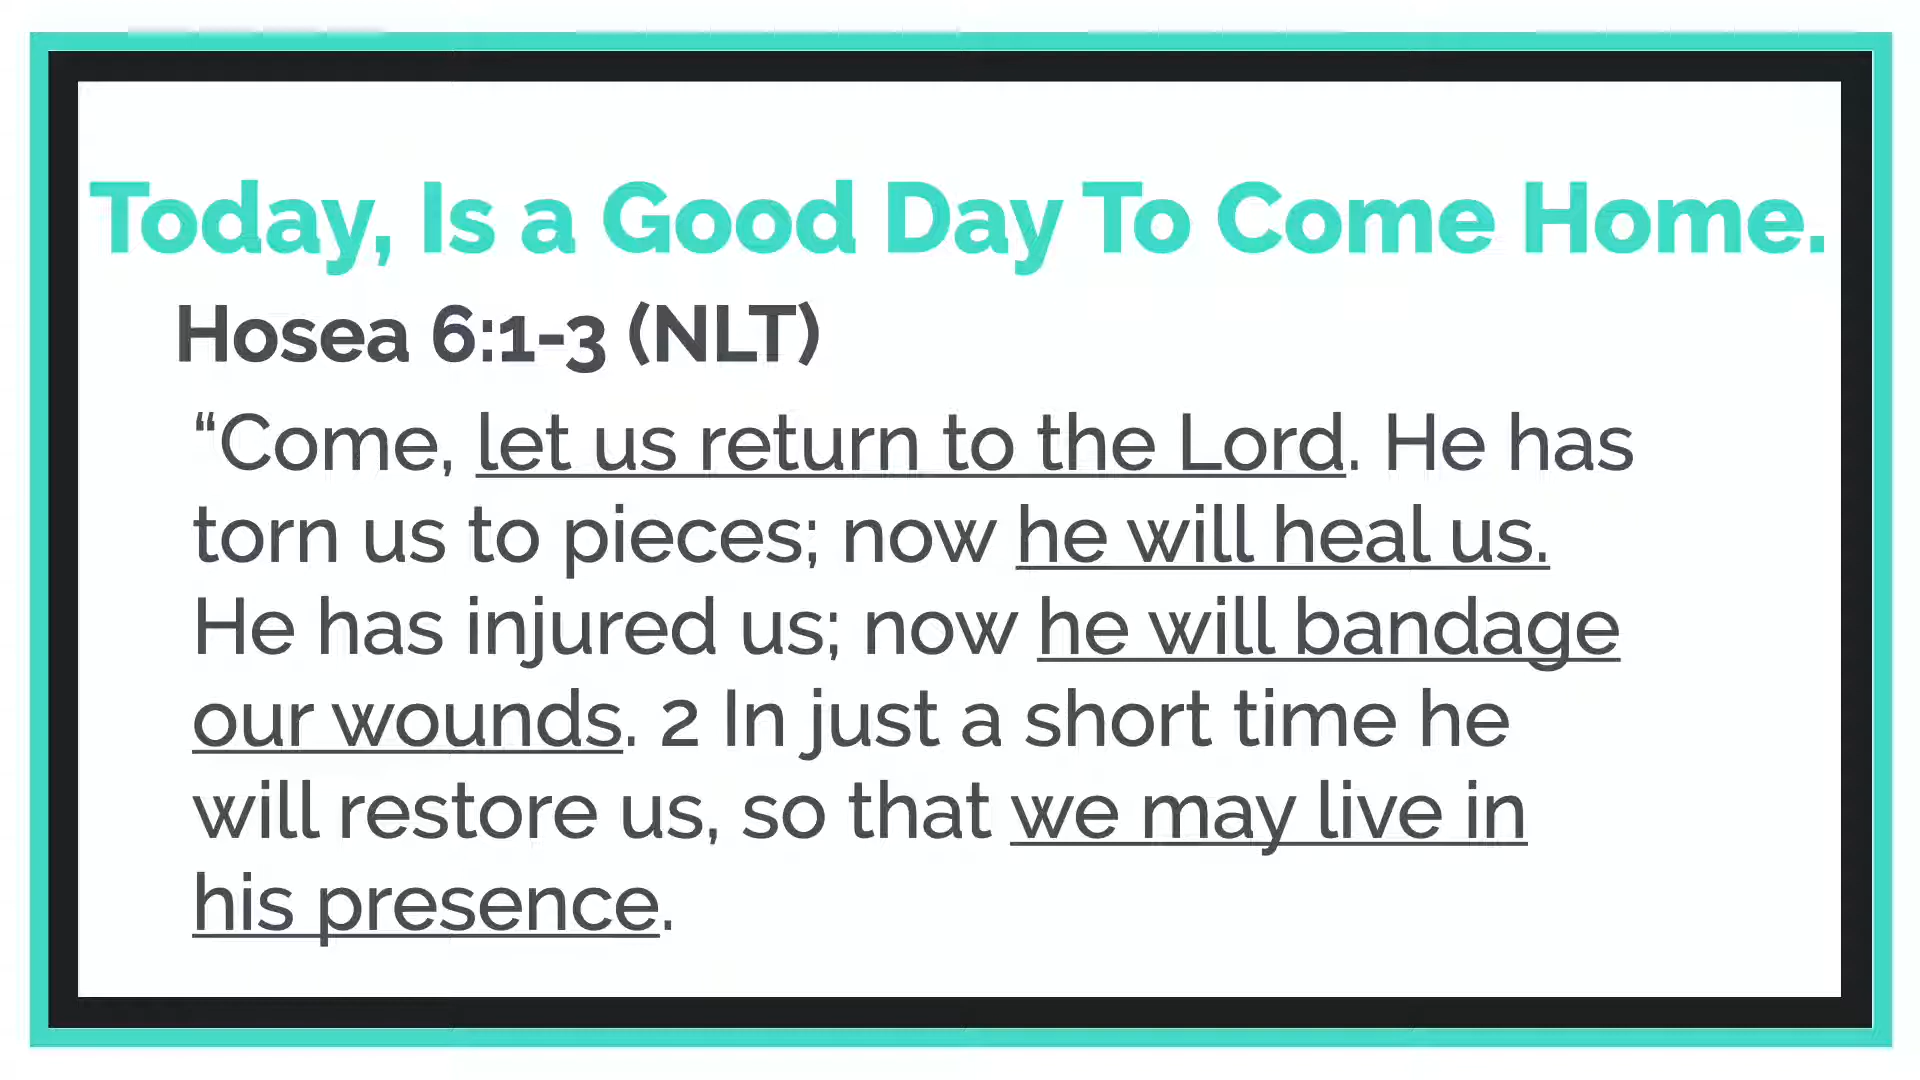 Today, Is a Good Day To Come Home.
Hosea 6:1-3 (NLT)
“Come, let us return to the Lord. He has
torn us to pieces; now he will heal us.
He has injured us; now he will bandage
our wounds. 2 In just a short time he
will restore us, so that we may live in
his presence.